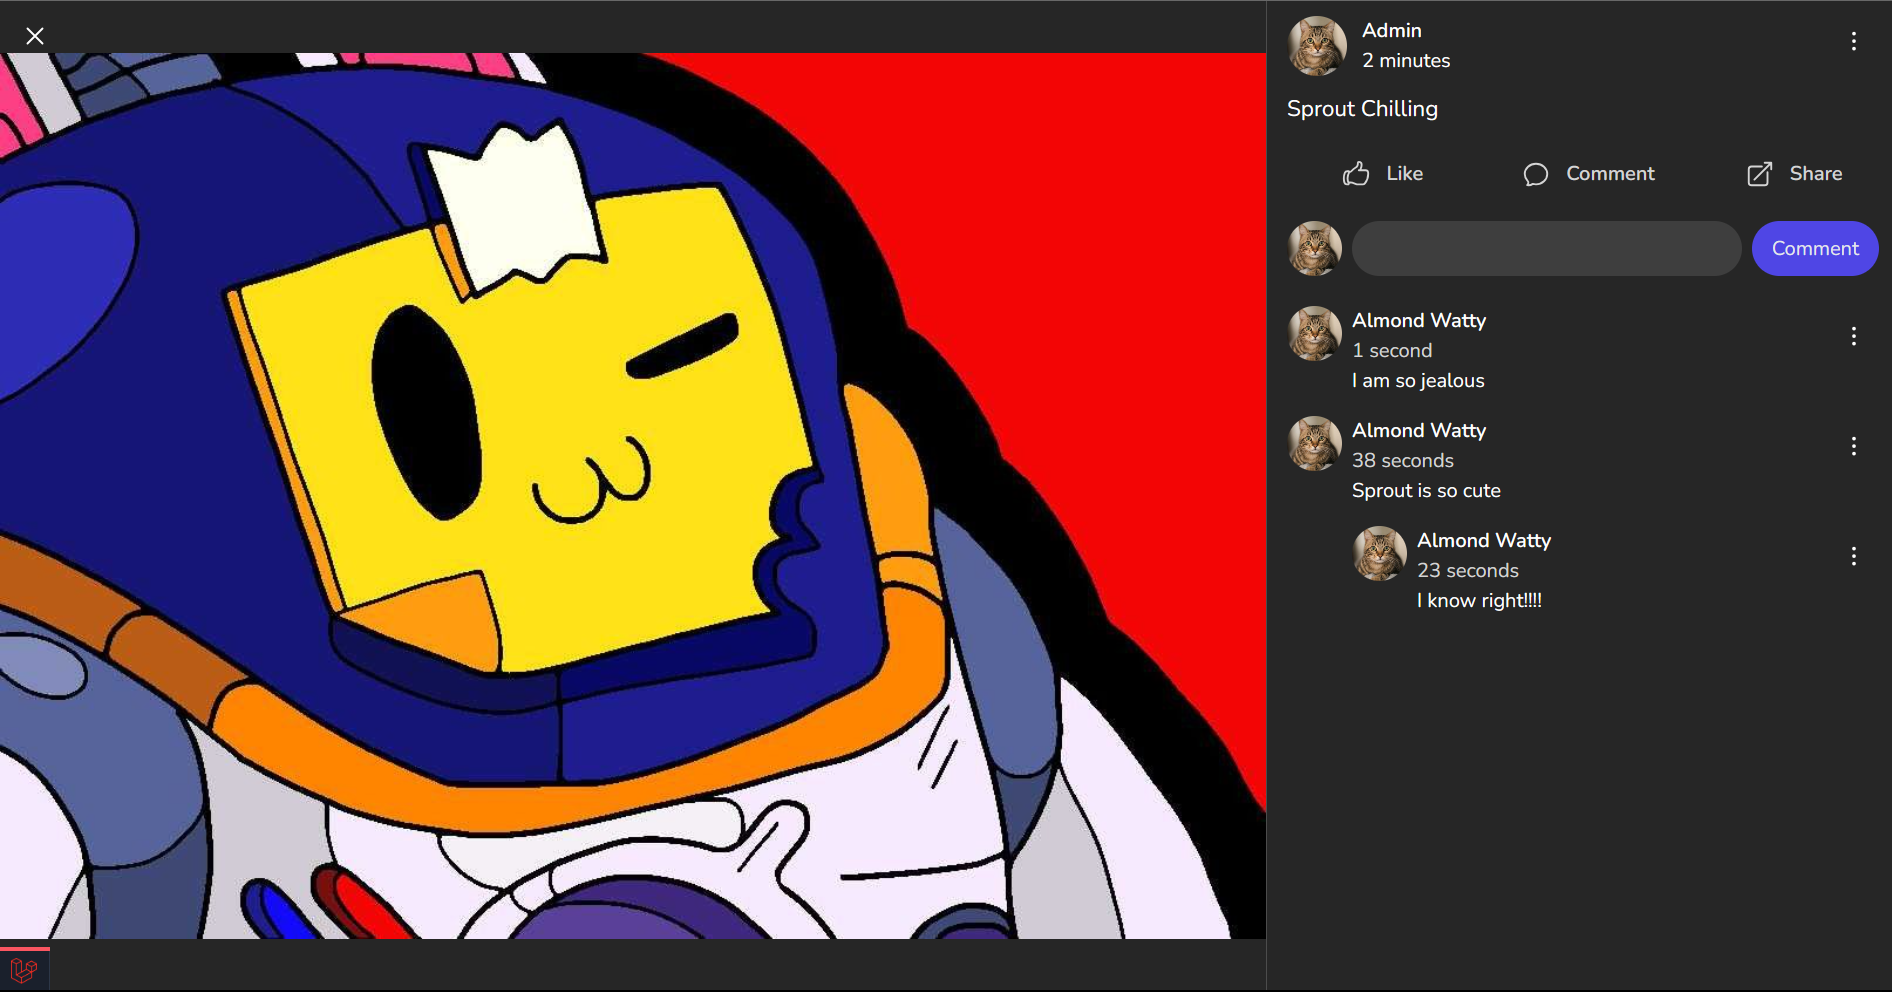 Admin
2 minutes
Sprout Chilling
Like
Comment
Share
Comment
Almond Watty
1 second
I am so jealous
Almond Watty
38 seconds
Sprout is so cute
Almond Watty
23 seconds
I know right!!!!